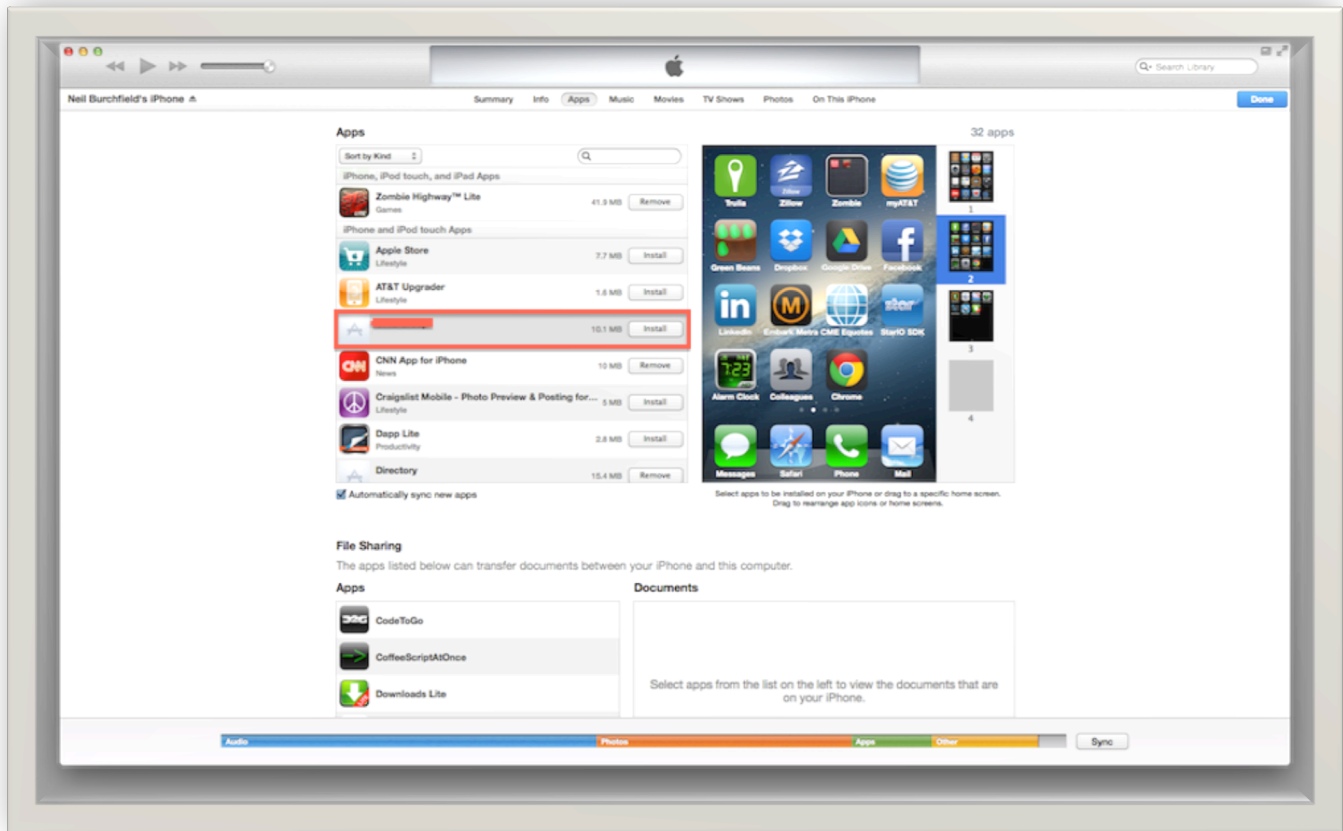 Search Library
Neil Burchfield's iPhone
Summary Info Apps Music Movies TV Shows Photos On This iPhone
Done
Apps
32 apps
Sort by Kind
iPhone, iPod touch, and iPad Apps
Zombie Highway™ Lite
Games
41.9 MB Remove
iPhone and iPod touch Apps
Apple Store
Lifestyle
7.7 MB Install
AT&T Upgrader
Lifestyle
1.8 MB Install
10.1 MB Install
CNN App for iPhone
News
10 MB Remove
Craigslist Mobile - Photo Preview & Posting for...
Lifestyle
5 MB Install
Dapp Lite
Productivity
2.8 MB Install
Directory
15.4 MB Remove
Automatically sync new apps
Zillow
Trulia Zillow Zombie myAT&T
Green Beans Dropbox Google Drive Facebook
in M star
LinkedIn Embark Metra CME Equotes StarIO SDK
7:23
Alarm Clock Colleagues Chrome
Messages Safari Phone Mail
1
2
3
4
Select apps to be installed on your iPhone or drag to a specific home screen.
Drag to rearrange app icons or home screens.
File Sharing
The apps listed below can transfer documents between your iPhone and this computer.
Apps
CodeToGo
CoffeeScriptAtOnce
Downloads Lite
Documents
Select apps from the list on the left to view the documents that are
on your iPhone.
Audio Photos Apps Other
Sync